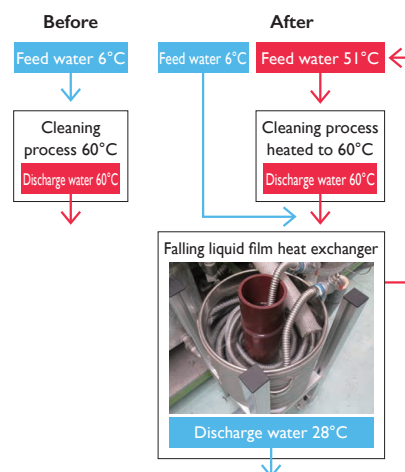 Before
Feed water 6°C
Cleaning
process 60°C
Discharge water 60°C
After
Feed water 6°C
Feed water 51°C
Cleaning process
heated to 60°C
Discharge water 60°C
Falling liquid film heat exchanger
Discharge water 28°C